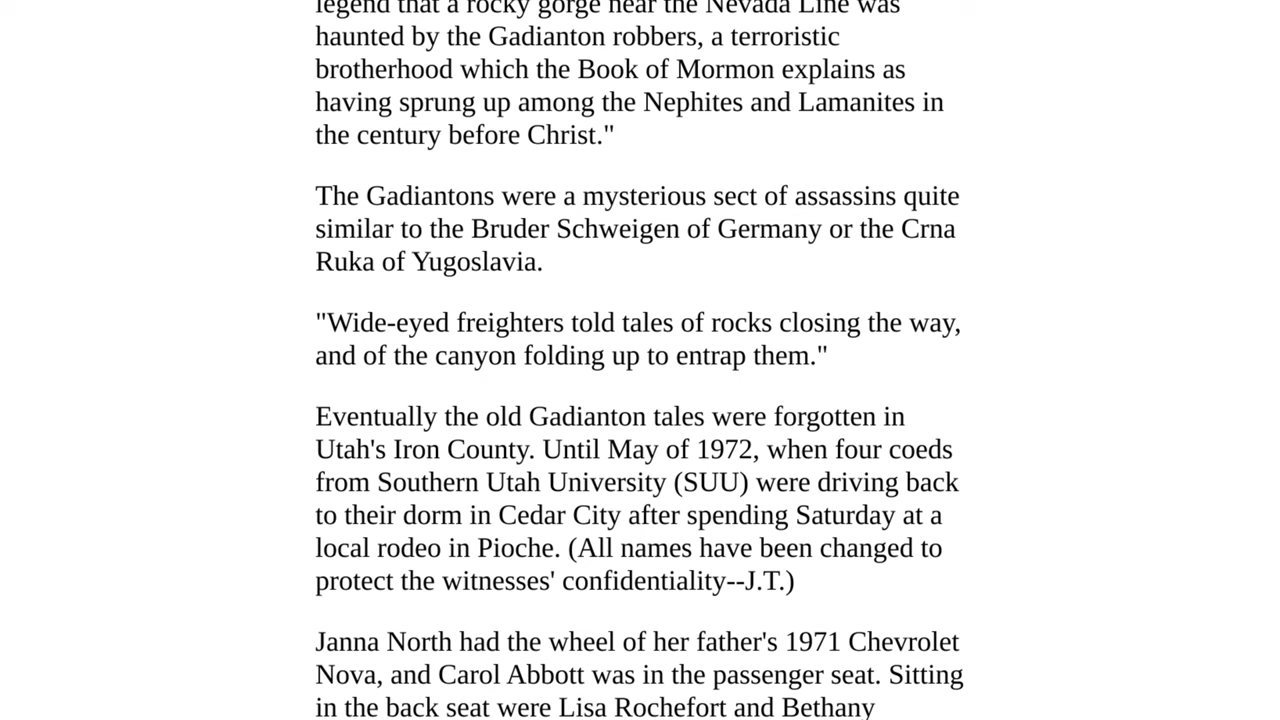 legend that a rocky gorge near the Nevada Line was
haunted by the Gadianton robbers, a terroristic
brotherhood which the Book of Mormon explains as
having sprung up among the Nephites and Lamanites in
the century before Christ."
The Gadiantons were a mysterious sect of assassins quite
similar to the Bruder Schweigen of Germany or the Crna
Ruka of Yugoslavia.
"Wide-eyed freighters told tales of rocks closing the way,
and of the canyon folding up to entrap them."
Eventually the old Gadianton tales were forgotten in
Utah's Iron County. Until May of 1972, when four coeds
from Southern Utah University (SUU) were driving back
to their dorm in Cedar City after spending Saturday at a
local rodeo in Pioche. (All names have been changed to
protect the witnesses' confidentiality--J.T.)
Janna North had the wheel of her father's 1971 Chevrolet
Nova, and Carol Abbott was in the passenger seat. Sitting
in the back seat were Lisa Rochefort and Bethany